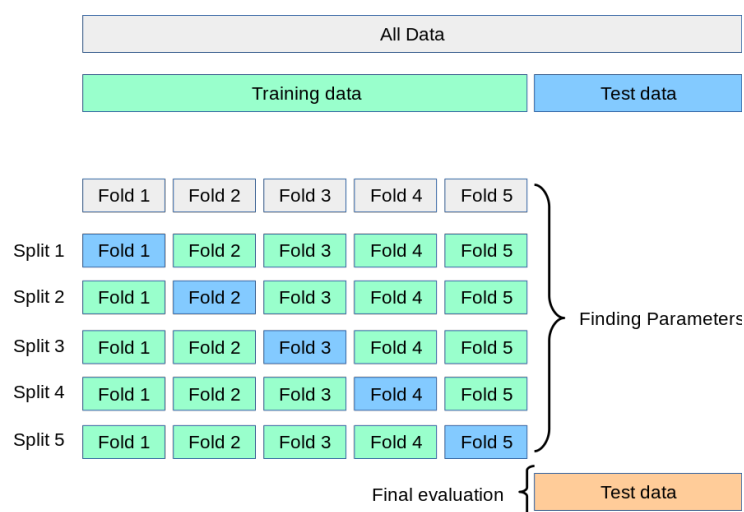 All Data
Training data Test data
Fold 1 Fold 2 Fold 3 Fold 4 Fold 5
Split 1 Fold 1 Fold 2 Fold 3 Fold 4 Fold 5
Split 2 Fold 1 Fold 2 Fold 3 Fold 4 Fold 5
Finding Parameters
Split 3 Fold 1 Fold 2 Fold 3 Fold 4 Fold 5
Split 4 Fold 1 Fold 2 Fold 3 Fold 4 Fold 5
Split 5 Fold 1 Fold 2 Fold 3 Fold 4 Fold 5
Final evaluation Test data